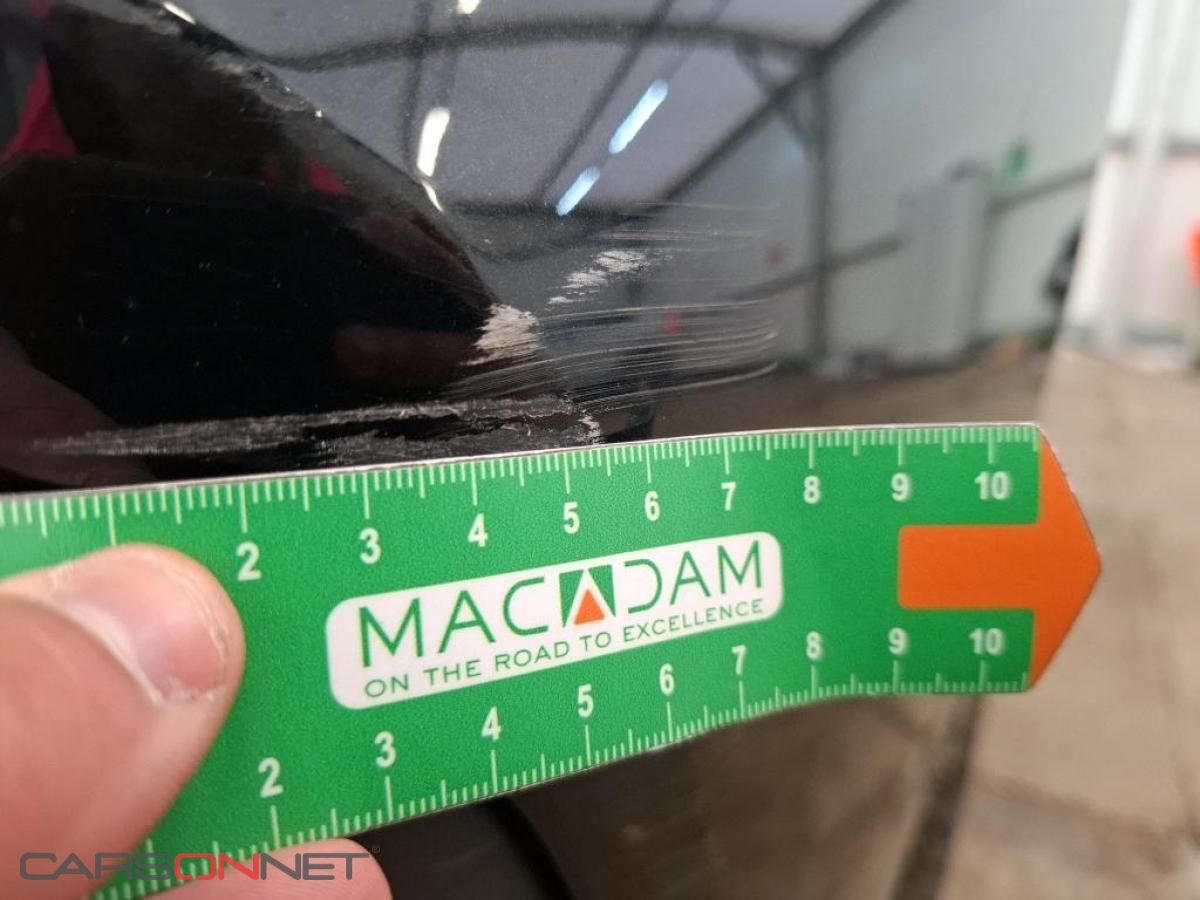 2 3 4 5 6 7 8 9 10
MACADAM
ON THE ROAD TO EXCELLENCE
2 3 4 5 6 7 8 9 10
CARSONNET®